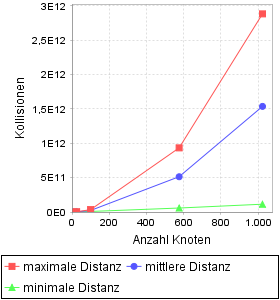 3E12
2,5E12
2E12
1,5E12
1E12
5E11
0E0
Kollisionen
0 200 400 600 800 1.000
Anzahl Knoten
maximale Distanz mittlere Distanz
minimale Distanz